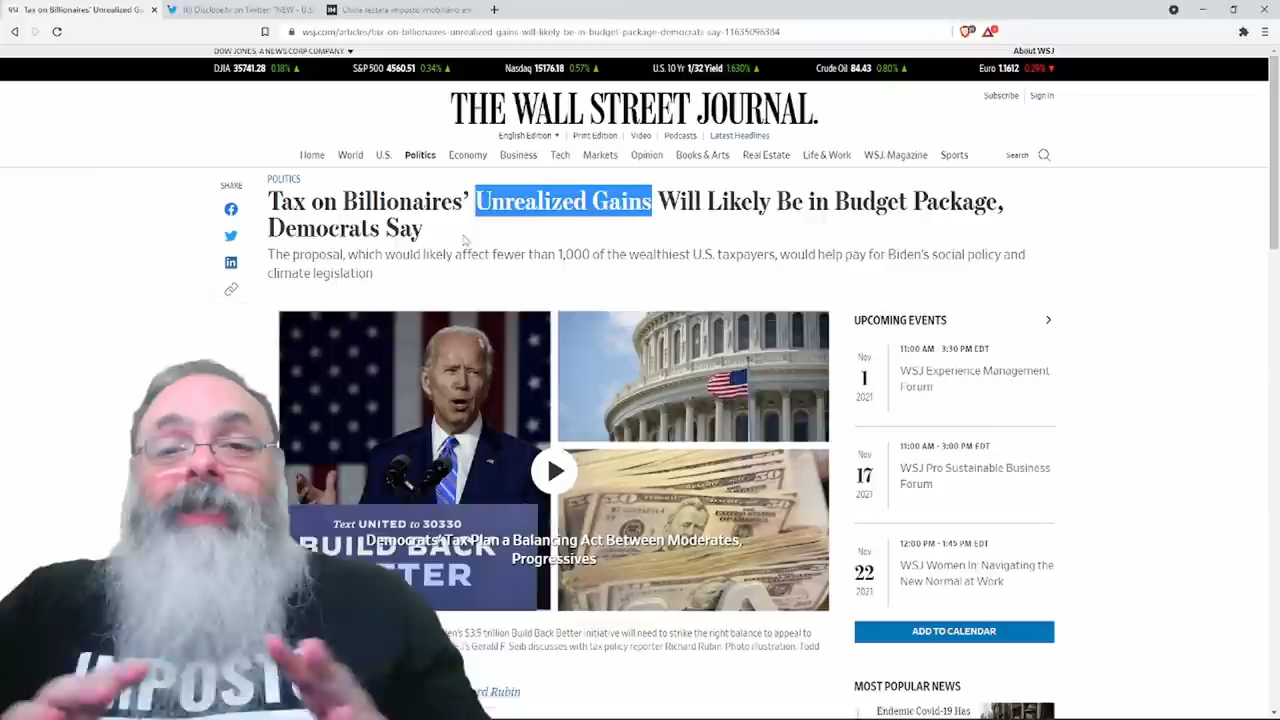 Tax on Billionaires' Unrealized Ga
(6) Disclose.tv on Twitter: "NEW - U.S
China testará imposto imobiliário em
wsj.com/articles/tax-on-billionaires-unrealized-gains-will-likely-be-in-budget-package-democrats-say-11635096384
DOW JONES, A NEWS CORP COMPANY
About WSJ
DJIA 35741.28 0.18% ▲
S&P 500 4560.51 0.34% ▲
Nasdaq 15176.18 0.57% ▲
U.S. 10 Yr 1/32 Yield 1.630% ▲
Crude Oil 84.43 0.80% ▲
Euro 1.1612 0.29% ▼
THE WALL STREET JOURNAL.
Subscribe | Sign In
English Edition | Print Edition | Video | Podcasts | Latest Headlines
Home World U.S. Politics Economy Business Tech Markets Opinion Books & Arts Real Estate Life & Work WSJ. Magazine Sports Search
SHARE
POLITICS
Tax on Billionaires' Unrealized Gains Will Likely Be in Budget Package,
Democrats Say
The proposal, which would likely affect fewer than 1,000 of the wealthiest U.S. taxpayers, would help pay for Biden's social policy and
climate legislation
Text UNITED to 30330
BUILD BACK
BETTER
Democrats' Tax Plan a Balancing Act Between Moderates,
Progressives
en's $3.5 trillion Build Back Better initiative will need to strike the right balance to appeal to
J's Gerald F. Seib discusses with tax policy reporter Richard Rubin. Photo illustration: Todd
rd Rubin
UPCOMING EVENTS
Nov
1
2021
11:00 AM - 3:30 PM EDT
WSJ Experience Management
Forum
Nov
17
2021
11:00 AM - 3:00 PM EDT
WSJ Pro Sustainable Business
Forum
Nov
22
2021
12:00 PM - 1:45 PM EDT
WSJ Women In: Navigating the
New Normal at Work
ADD TO CALENDAR
MOST POPULAR NEWS
Endemic Covid-19 Has
IMPOST